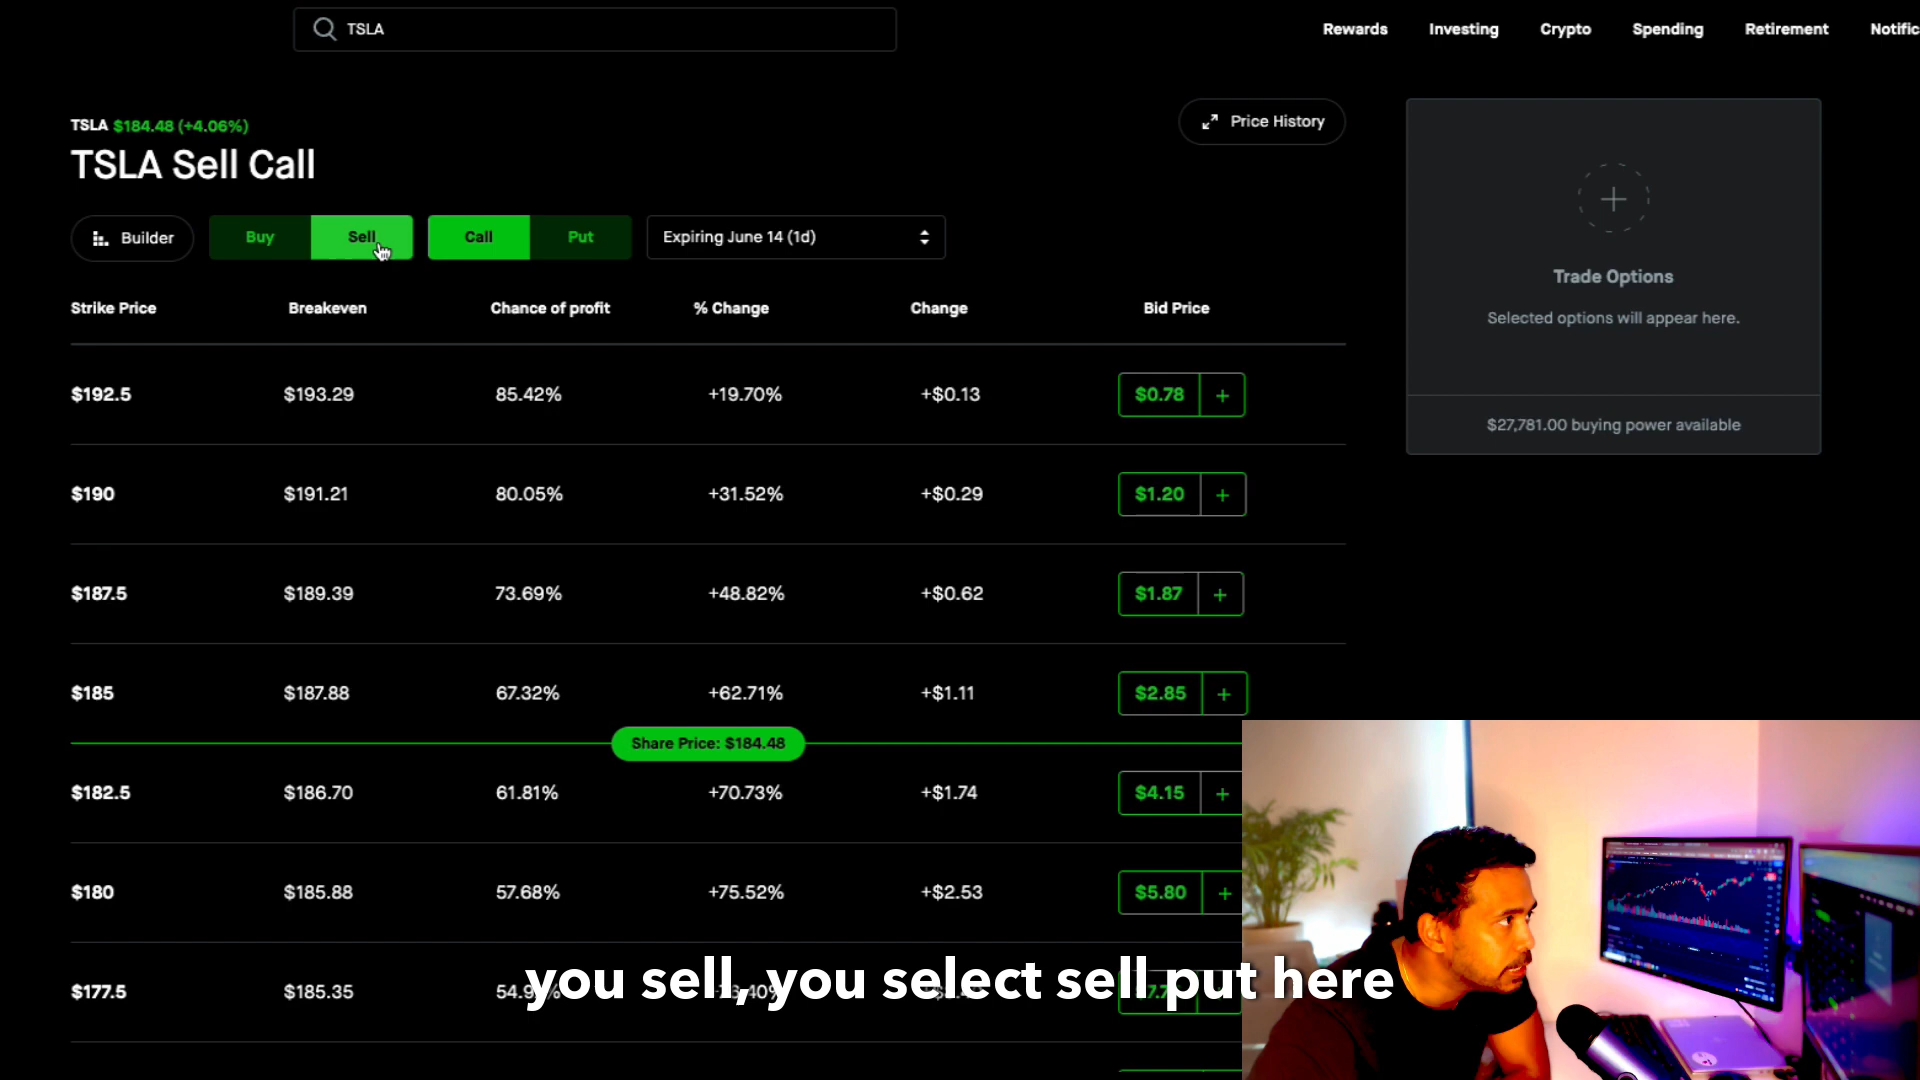 TSLA
Rewards Investing Crypto Spending Retirement Notific
TSLA $184.48 (+4.06%)
TSLA Sell Call
Price History
Builder Buy Sell Call Put Expiring June 14 (1d)
Strike Price Breakeven Chance of profit % Change Change Bid Price
$192.5 $193.29 85.42% +19.70% +$0.13 $0.78 +
$190 $191.21 80.05% +31.52% +$0.29 $1.20 +
$187.5 $189.39 73.69% +48.82% +$0.62 $1.87 +
$185 $187.88 67.32% +62.71% +$1.11 $2.85 +
Share Price: $184.48
$182.5 $186.70 61.81% +70.73% +$1.74 $4.15 +
$180 $185.88 57.68% +75.52% +$2.53 $5.80 +
$177.5 $185.35
you sell, you select sell put here
Trade Options
Selected options will appear here.
$27,781.00 buying power available